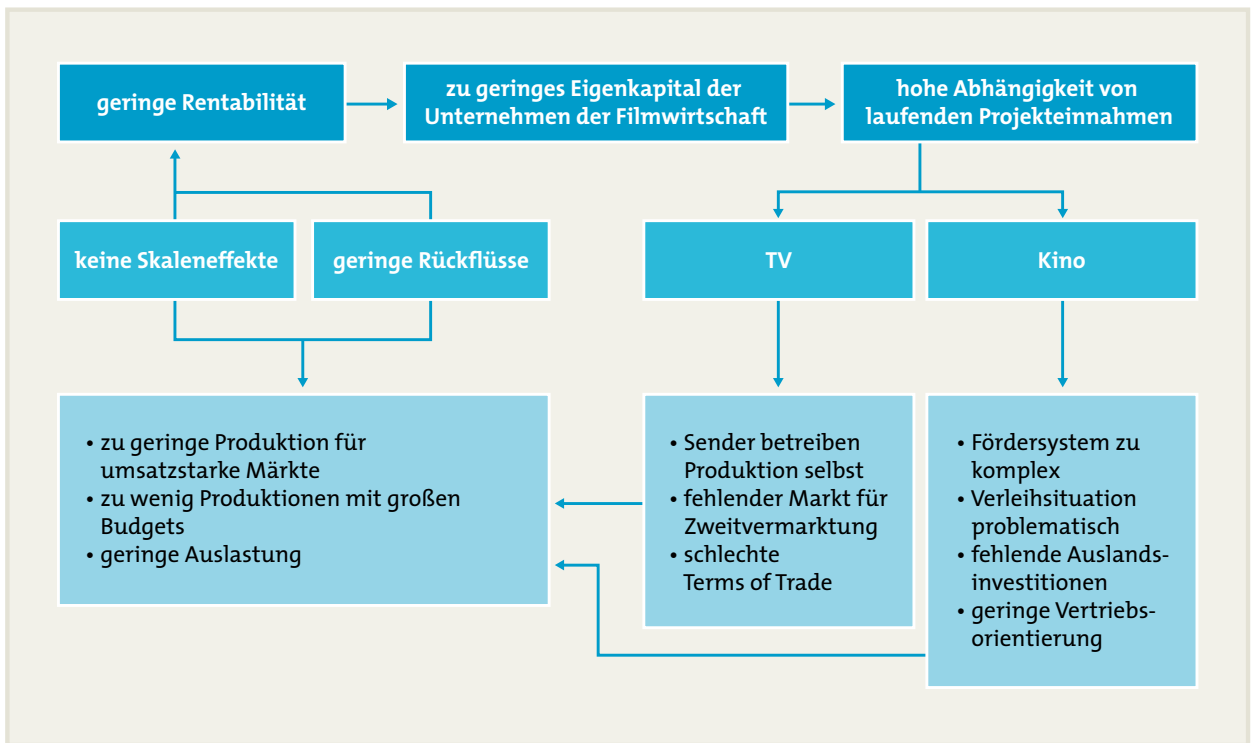 geringe Rentabilität
zu geringes Eigenkapital der
Unternehmen der Filmwirtschaft
hohe Abhängigkeit von
laufenden Projekteinnahmen
keine Skaleneffekte
geringe Rückflüsse
TV
Kino
• zu geringe Produktion für
umsatzstarke Märkte
• zu wenig Produktionen mit großen
Budgets
• geringe Auslastung
• Sender betreiben
Produktion selbst
• fehlender Markt für
Zweitvermarktung
• schlechte
Terms of Trade
• Fördersystem zu
komplex
• Verleihsituation
problematisch
• fehlende Auslands-
investitionen
• geringe Vertriebs-
orientierung